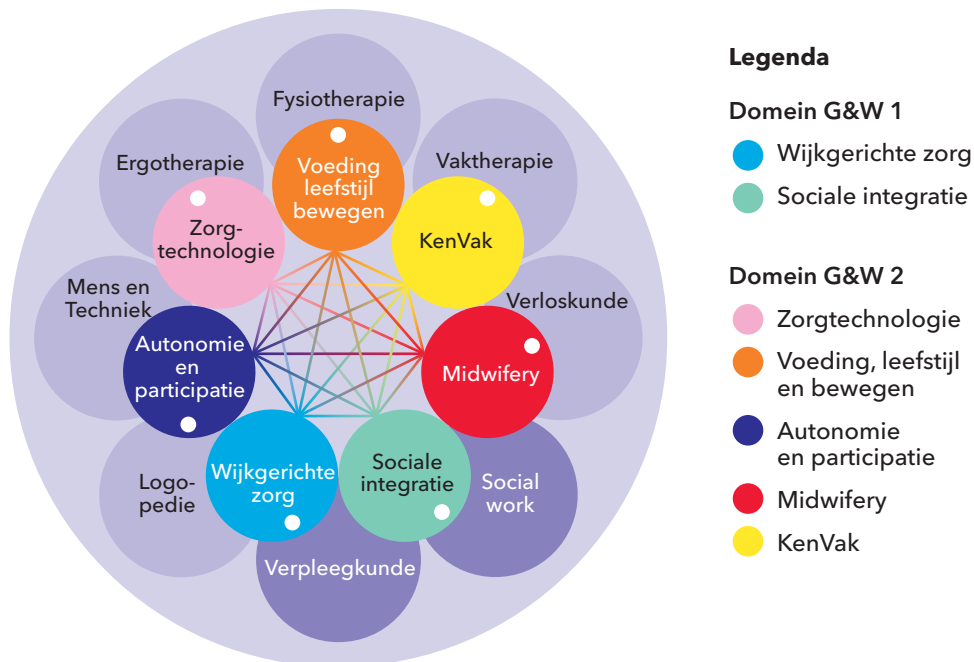 Fysiotherapie
Ergotherapie
Vaktherapie
Voeding
leefstijl
bewegen
Zorg-
technologie
KenVak
Mens en
Techniek
Verloskunde
Autonomie
en
participatie
Midwifery
Logo-
pedie
Wijkgerichte
zorg
Sociale
integratie
Social
work
Verpleegkunde
Legenda
Domein G&W 1
Wijkgerichte zorg
Sociale integratie
Domein G&W 2
Zorgtechnologie
Voeding, leefstijl
en bewegen
Autonomie
en participatie
Midwifery
KenVak